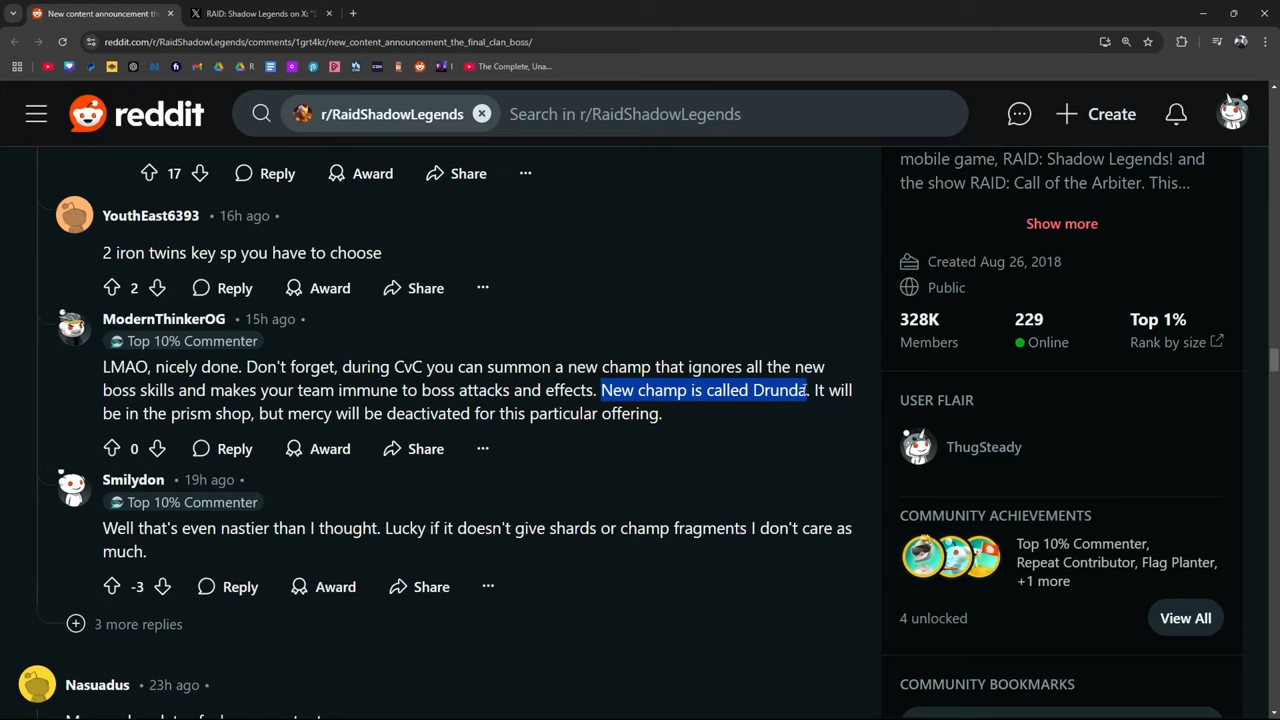 New content announcement th
RAID: Shadow Legends on X: "S
reddit.com/r/RaidShadowLegends/comments/1grt4kr/new_content_announcement_the_final_clan_boss/
The Complete, Una...
reddit
r/RaidShadowLegends
Search in r/RaidShadowLegends
Create
17
Reply
Award
Share
YouthEast6393 • 16h ago •
2 iron twins key sp you have to choose
2
Reply
Award
Share
ModernThinkerOG • 15h ago •
Top 10% Commenter
LMAO, nicely done. Don't forget, during CvC you can summon a new champ that ignores all the new
boss skills and makes your team immune to boss attacks and effects. New champ is called Drunda. It will
be in the prism shop, but mercy will be deactivated for this particular offering.
0
Reply
Award
Share
Smilydon • 19h ago •
Top 10% Commenter
Well that's even nastier than I thought. Lucky if it doesn't give shards or champ fragments I don't care as
much.
-3
Reply
Award
Share
3 more replies
Nasuadus • 23h ago •
mobile game, RAID: Shadow Legends! and
the show RAID: Call of the Arbiter. This...
Show more
Created Aug 26, 2018
Public
328K
229
Top 1%
Members
Online
Rank by size
USER FLAIR
ThugSteady
COMMUNITY ACHIEVEMENTS
Top 10% Commenter,
Repeat Contributor, Flag Planter,
+1 more
4 unlocked
View All
COMMUNITY BOOKMARKS